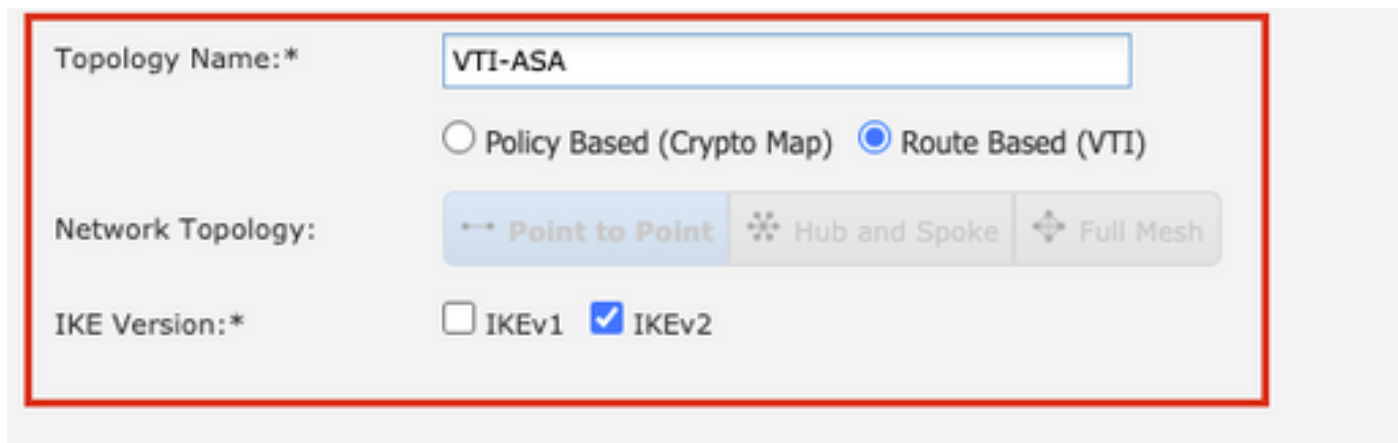 Topology Name:* VTI-ASA
Policy Based (Crypto Map) Route Based (VTI)
Network Topology: Point to Point Hub and Spoke Full Mesh
IKE Version:* IKEv1 IKEv2